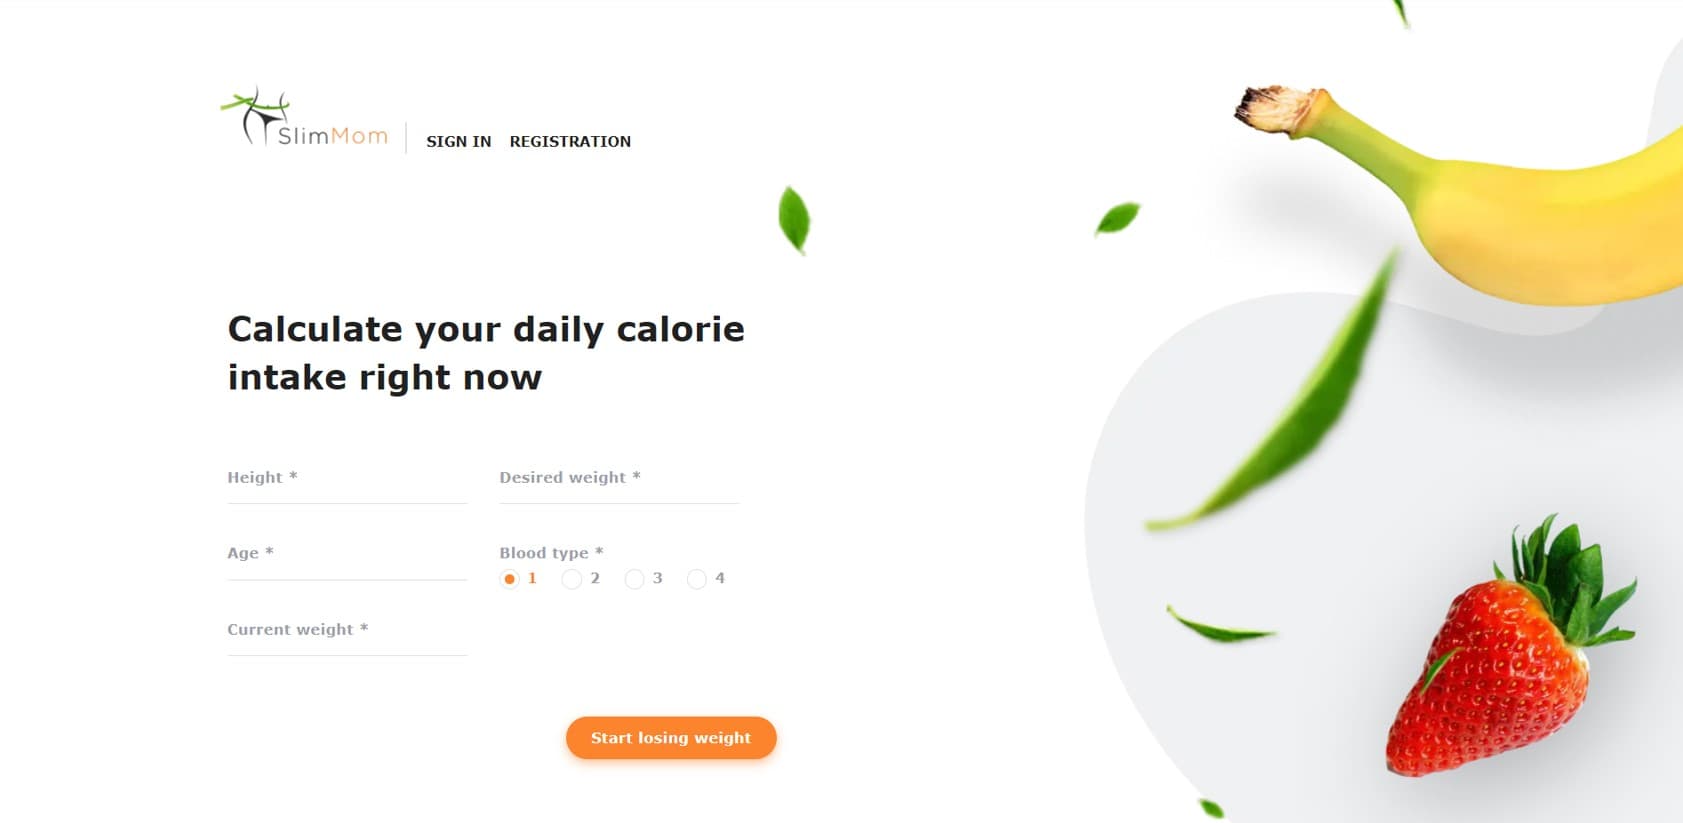 SlimMom
SIGN IN
REGISTRATION
Calculate your daily calorie
intake right now
Height *
Desired weight *
Age *
Blood type *
1 2 3 4
Current weight *
Start losing weight